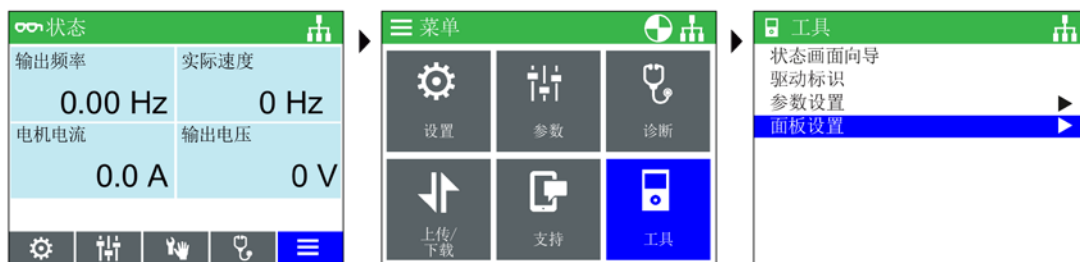 状态
输出频率
实际速度
0.00 Hz
0 Hz
电机电流
输出电压
0.0 A
0 V
菜单
设置
参数
诊断
上传/
下载
支持
工具
工具
状态画面向导
驱动标识
参数设置
面板设置